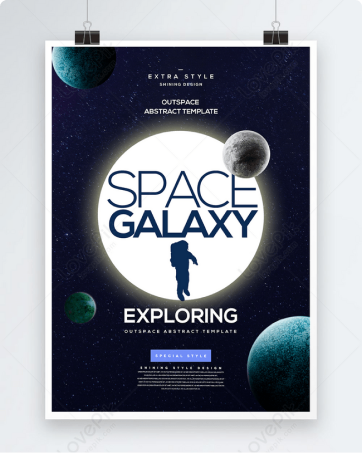 EXTRA STYLE
SHINING DESIGN
OUTSPACE
ABSTRACT TEMPLATE
SPACE
GALAXY
EXPLORING
OUTSPACE ABSTRACT TEMPLATE
SPECIAL STYLE
SHINING STYLE DESIGN